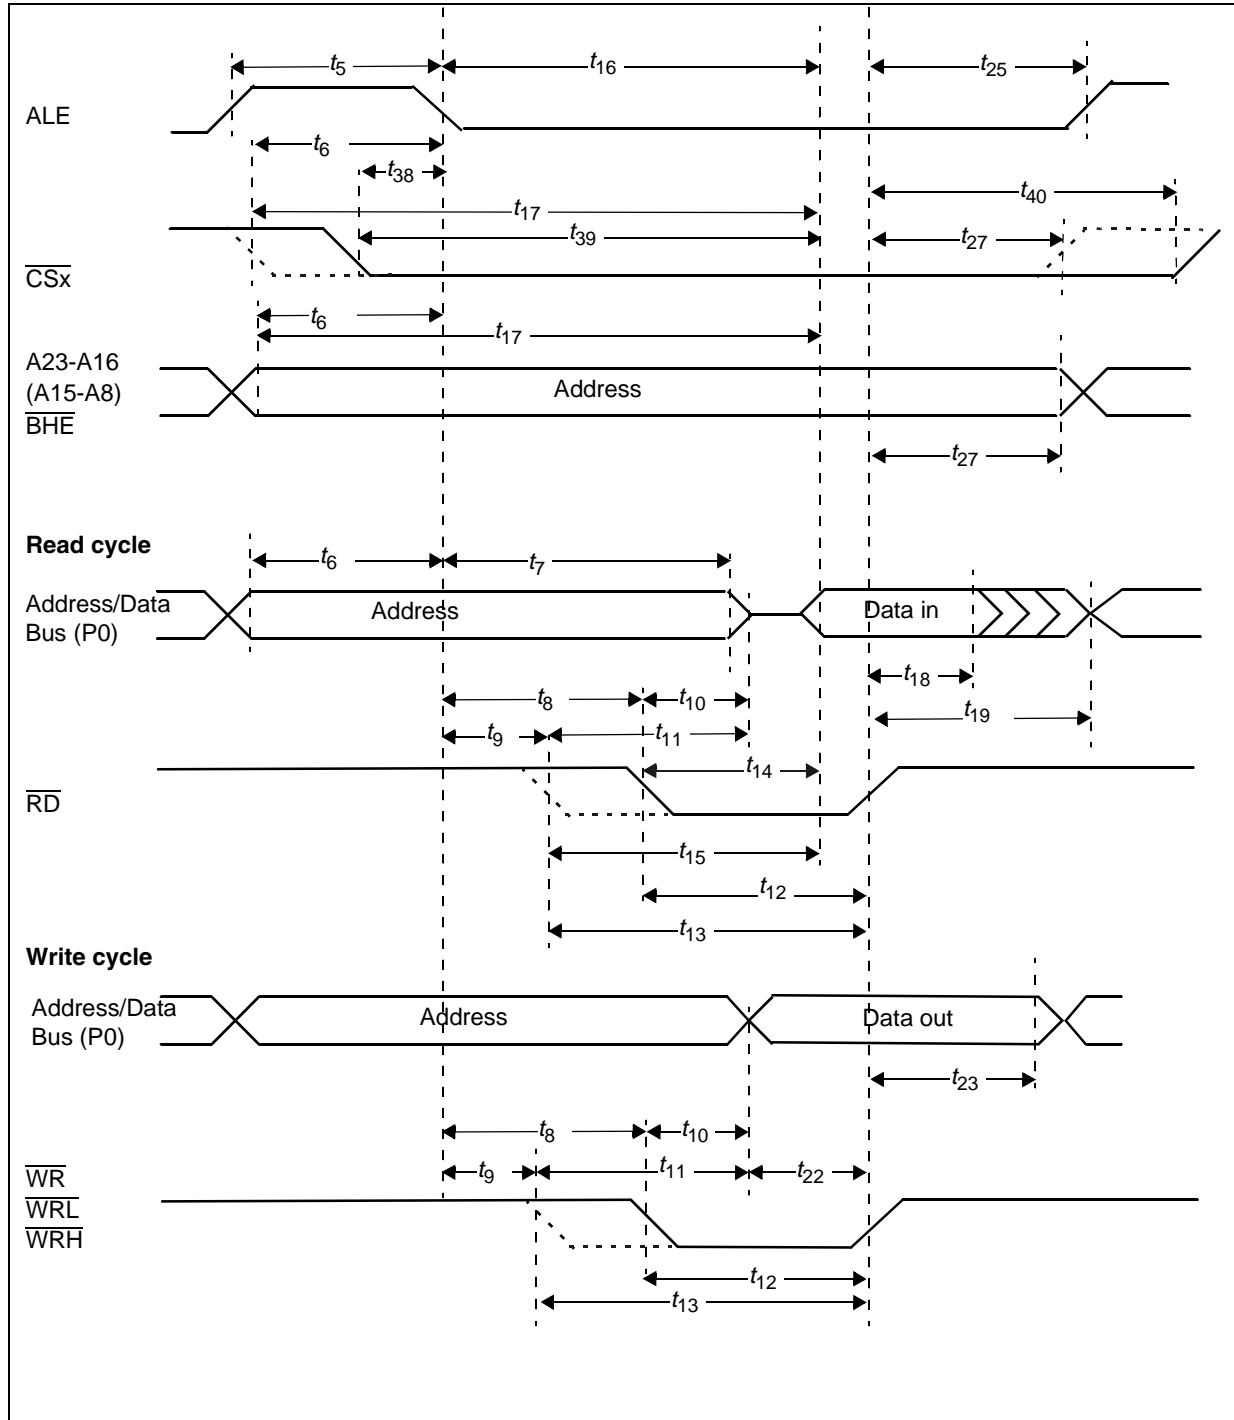 t5
t16
t25
ALE
t6
t38
t40
t17
t39
t27
CSx
t6
t17
A23-A16
(A15-A8)
Address
BHE
t27
Read cycle
t6
t7
Address/Data
Bus (P0)
Address
Data in
t18
t8
t10
t19
t9
t11
t14
RD
t15
t12
t13
Write cycle
Address/Data
Bus (P0)
Address
Data out
t23
t8
t10
t9
t11
t22
WR
WRL
WRH
t12
t13